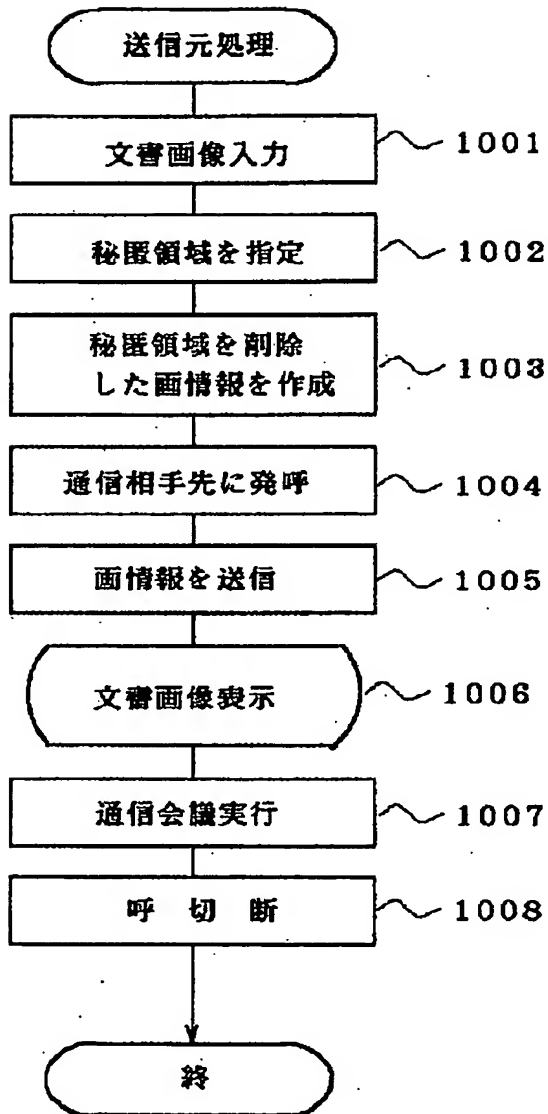 送信元処理
文書画像入力 1001
秘匿領域を指定 1002
秘匿領域を削除
した画情報を作成 1003
通信相手先に発呼 1004
画情報を送信 1005
文書画像表示 1006
通信会議実行 1007
呼 切 断 1008
終